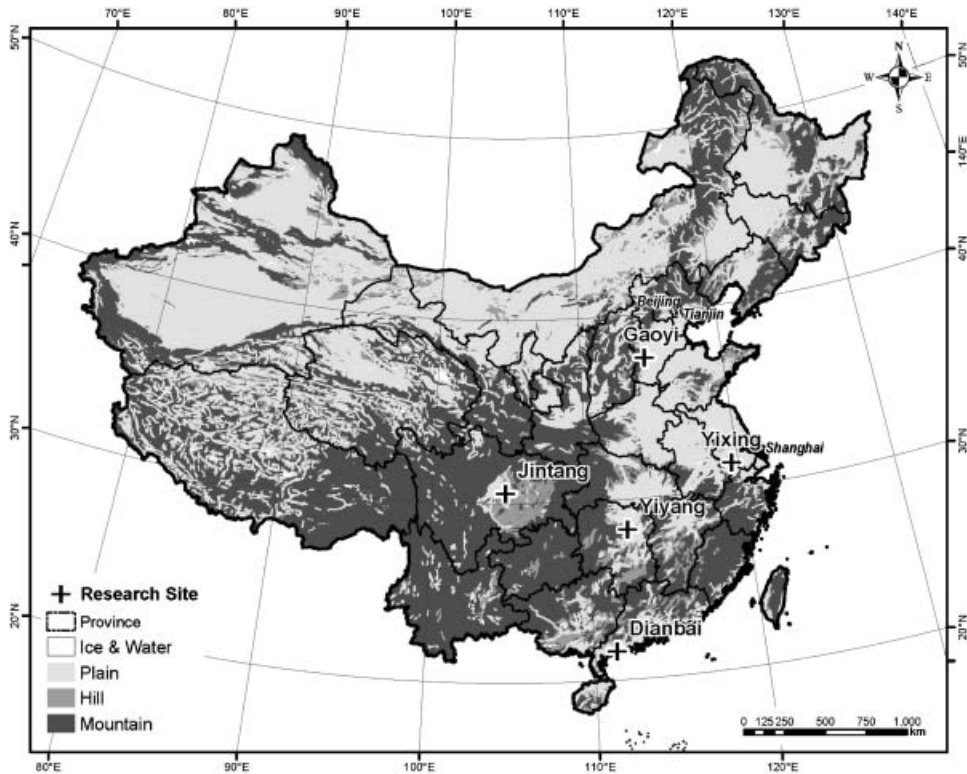 70°E 80°E 90°E 100°E 110°E 120°E 130°E 140°E
50°N
50°N
N
W E
S
140°E
40°N
40°N
Beijing
Tianjin
Gaoyi
30°N
30°N
Yixing
Shanghai
Jintang
Yiyang
20°N
20°N
Dianbai
Research Site
Province
Ice & Water
Plain
Hill
Mountain
0 125 250 500 750 1.000
km
80°E 90°E 100°E 110°E 120°E